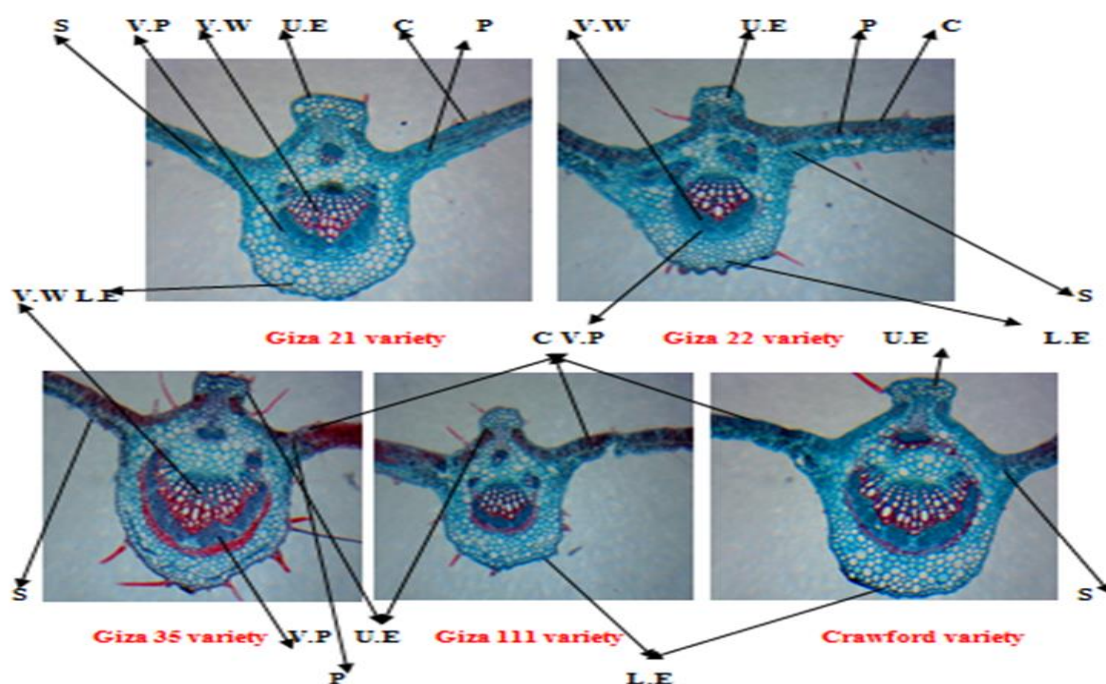 S V.P V.W U.E C P V.W U.E P C
V.W L.E S
Giza 21 variety C V.P Giza 22 variety U.E L.E
S S
Giza 35 variety V.P U.E Giza 111 variety Crawford variety
P L.E